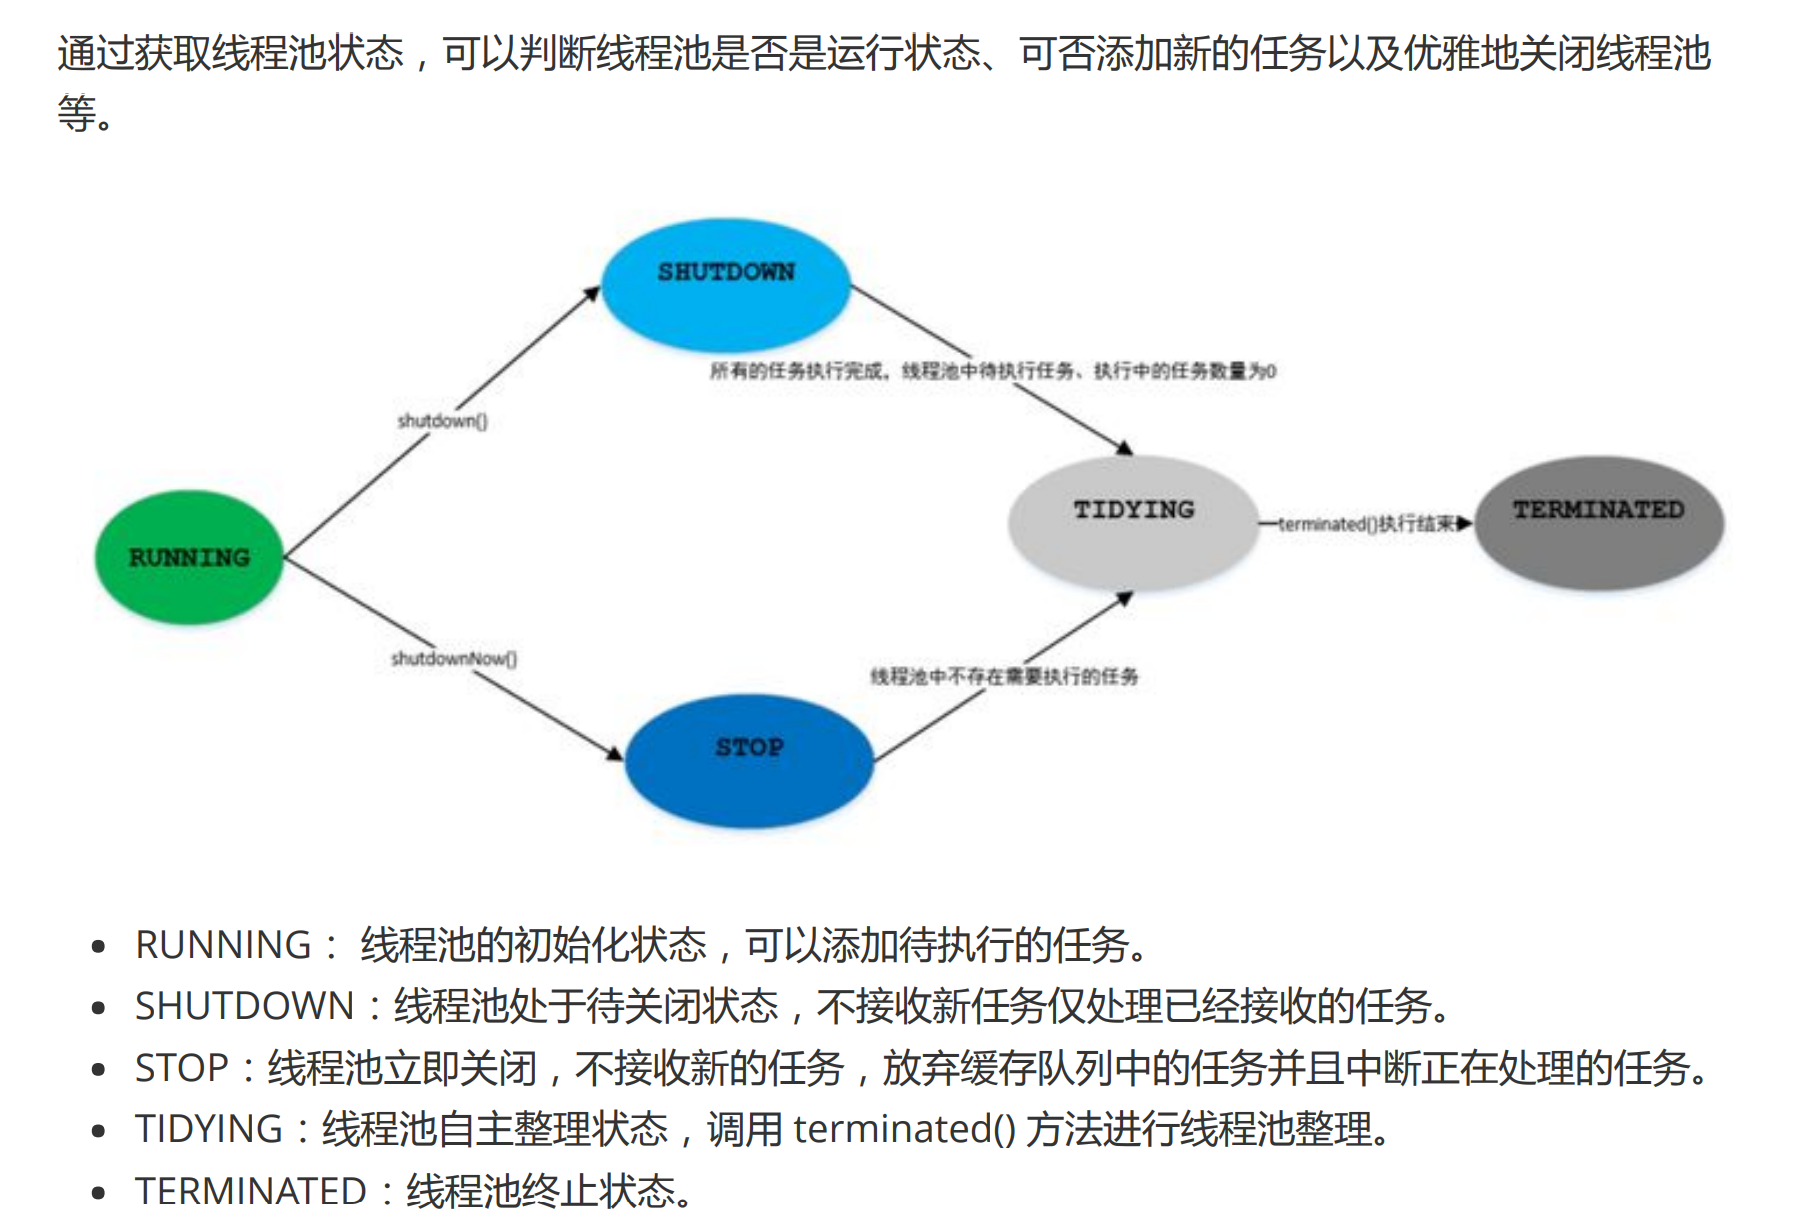 通过获取线程池状态，可以判断线程池是否是运行状态、可否添加新的任务以及优雅地关闭线程池
等。
SHUTDOWN
所有的任务执行完成，线程池中待执行任务、执行中的任务数量为0
shutdown()
TIDYING
terminated()执行结束
TERMINATED
RUNNING
shutdownNow()
线程池中不存在需要执行的任务
STOP
• RUNNING： 线程池的初始化状态，可以添加待执行的任务。
• SHUTDOWN：线程池处于待关闭状态，不接收新任务仅处理已经接收的任务。
• STOP：线程池立即关闭，不接收新的任务，放弃缓存队列中的任务并且中断正在处理的任务。
• TIDYING：线程池自主整理状态，调用 terminated() 方法进行线程池整理。
• TERMINATED：线程池终止状态。